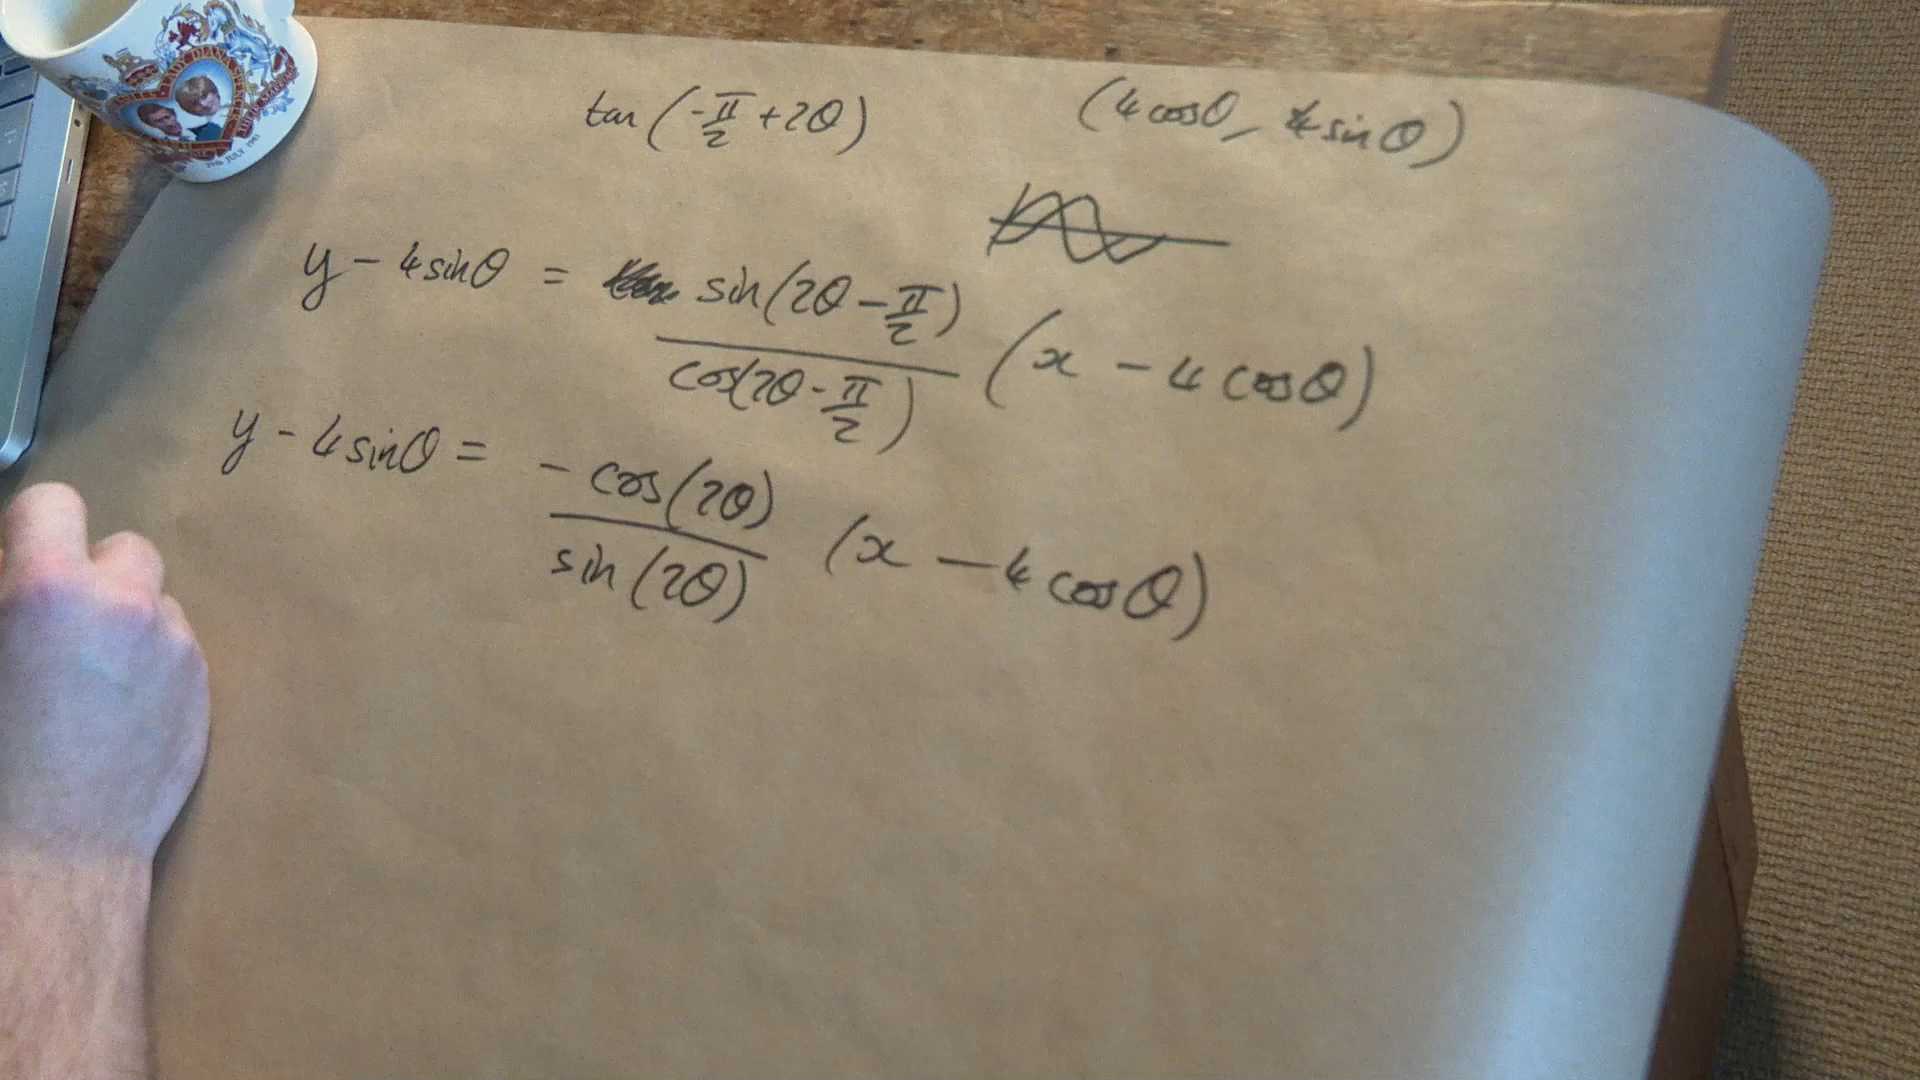 tan(-π/2 + 2θ)
(4cosθ, 4sinθ)
y - 4sinθ = sin(2θ - π/2)/cos(2θ - π/2) (x - 4cosθ)
y - 4sinθ = -cos(2θ)/sin(2θ) (x - 4cosθ)